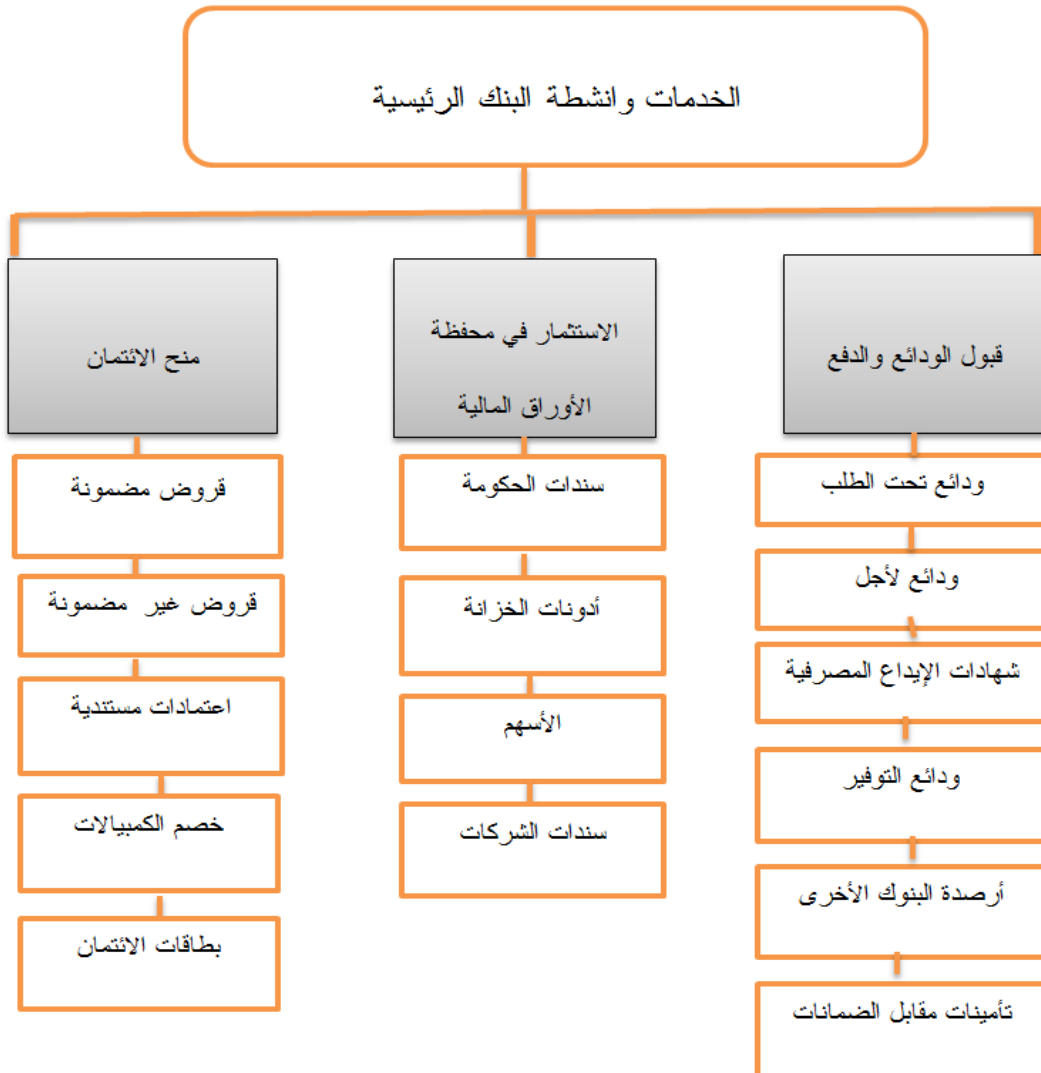 الخدمات وانشطة البنك الرئيسية
قبول الودائع والدفع
ودائع تحت الطلب
ودائع لأجل
شهادات الإيداع المصرفية
ودائع التوفير
أرصدة البنوك الأخرى
تأمينات مقابل الضمانات
الاستثمار في محفظة
الأوراق المالية
سندات الحكومة
أدونات الخزانة
الأسهم
سندات الشركات
منح الائتمان
قروض مضمونة
قروض غير مضمونة
اعتمادات مستندية
خصم الكمبيالات
بطاقات الائتمان